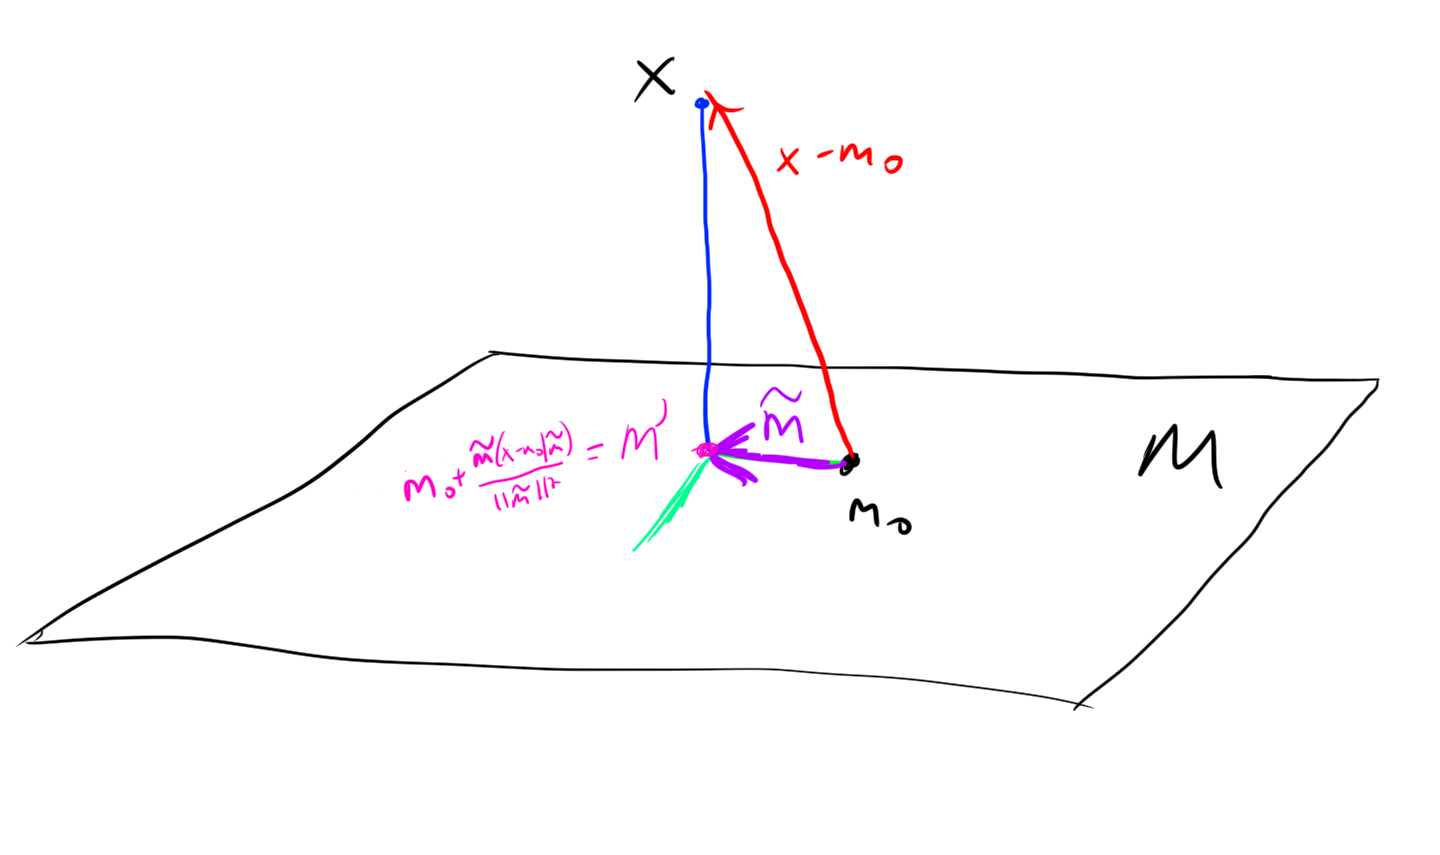 X
x - m₀
m̃
m₀ + m̃(x-m₀|m̃) / ||m̃||² = m'
M
m₀